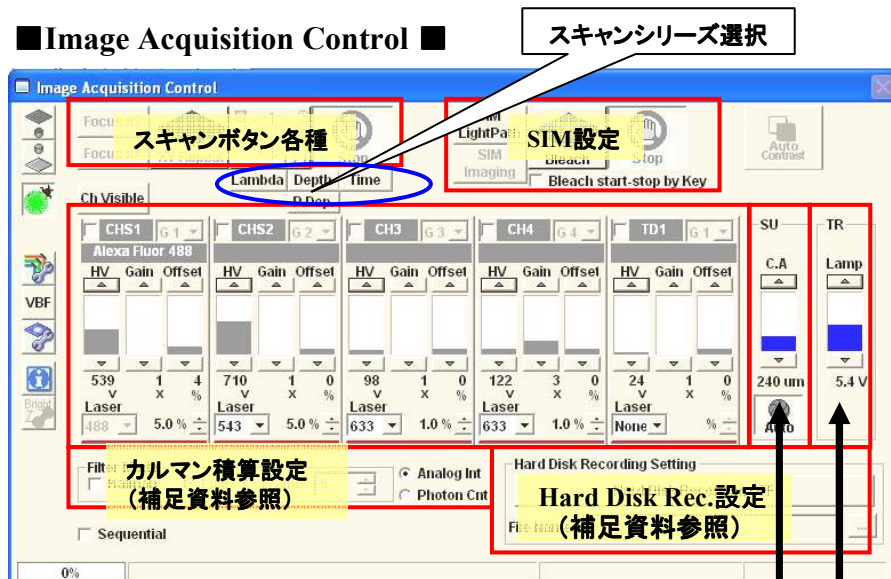 ■Image Acquisition Control ■
スキャンシリーズ選択
Image Acquisition Control
スキャンボタン各種
SIM設定
LightPath
SIM
Imaging
Bleach
Stop
Bleach start-stop by Key
Auto
Contrast
Lambda Depth Time
Ch Visible
CHS1 G 1
CHS2 G 2
CH3 G 3
CH4 G 4
TD1 G 1
SU
TR
Alexa Fluor 488
HV Gain Offset
HV Gain Offset
HV Gain Offset
HV Gain Offset
HV Gain Offset
C.A
Lamp
VBF
539 1 4
V X %
710 1 0
V X %
98 1 0
V X %
122 3 0
V X %
24 1 0
V X %
240 um
5.4 V
Laser
488 5.0 %
Laser
543 5.0 %
Laser
633 1.0 %
Laser
633 1.0 %
Laser
None %
Auto
Bright
Z
カルマン積算設定
(補足資料参照)
Analog Int
Photon Cnt
Hard Disk Recording Setting
Hard Disk Rec.設定
(補足資料参照)
Sequential
0%